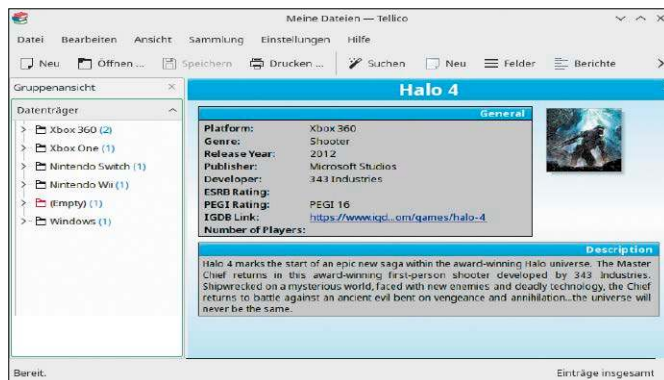 Meine Dateien — Tellico
Datei Bearbeiten Ansicht Sammlung Einstellungen Hilfe
Neu Öffnen ... Speichern Drucken ... Suchen Neu Felder Berichte
Gruppenansicht
Halo 4
Datenträger
Xbox 360 (2)
Xbox One (1)
Nintendo Switch (1)
Nintendo Wii (1)
(Empty) (1)
Windows (1)
General
Platform: Xbox 360
Genre: Shooter
Release Year: 2012
Publisher: Microsoft Studios
Developer: 343 Industries
ESRB Rating:
PEGI Rating: PEGI 16
IGDB Link: https://www.igd...om/games/halo-4
Number of Players:
Description
Halo 4 marks the start of an epic new saga within the award-winning Halo universe. The Master
Chief returns in this award-winning first-person shooter developed by 343 Industries.
Shipwrecked on a mysterious world, faced with new enemies and deadly technology, the Chief
returns to battle against an ancient evil bent on vengeance and annihilation...the universe will
never be the same.
Bereit. Einträge insgesamt